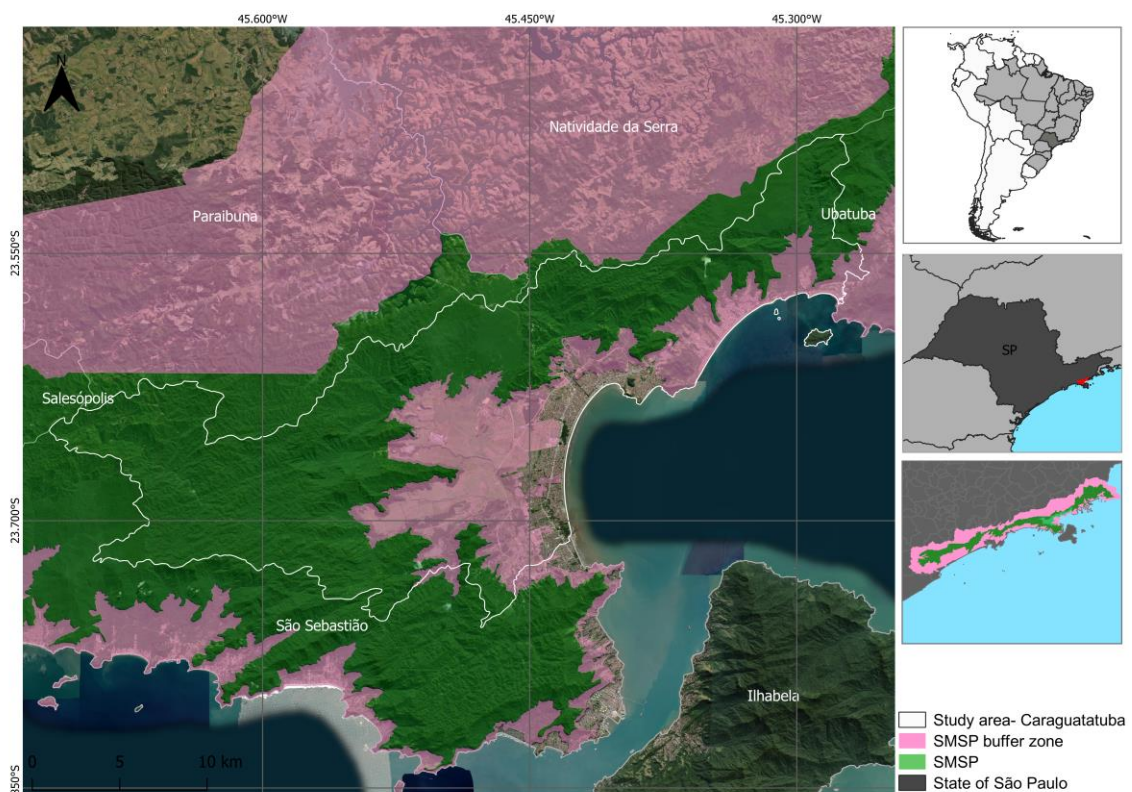 45.600°W 45.450°W 45.300°W
N
Natividade da Serra
Paraibuna
Ubatuba
23.550°S
Salesópolis
SP
23.700°S
São Sebastião
Ilhabela
0 5 10 km
350°S
Study area- Caraguatatuba
SMSP buffer zone
SMSP
State of São Paulo